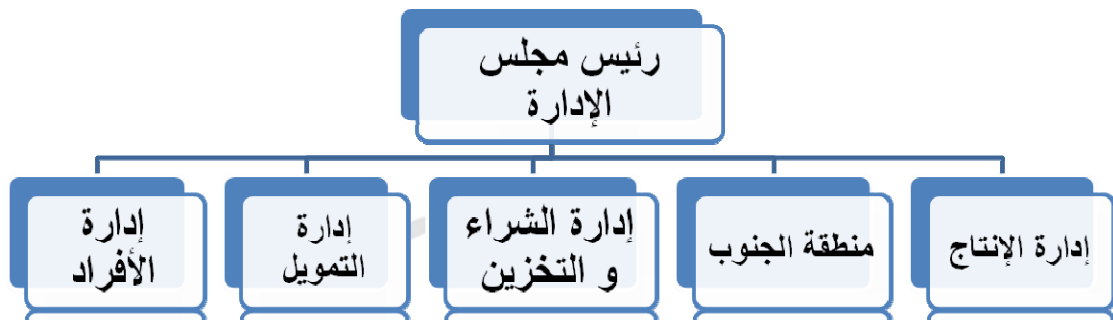 رئيس مجلس
الإدارة
إدارة الإنتاج
منطقة الجنوب
إدارة الشراء
و التخزين
إدارة
التمويل
إدارة
الأفراد